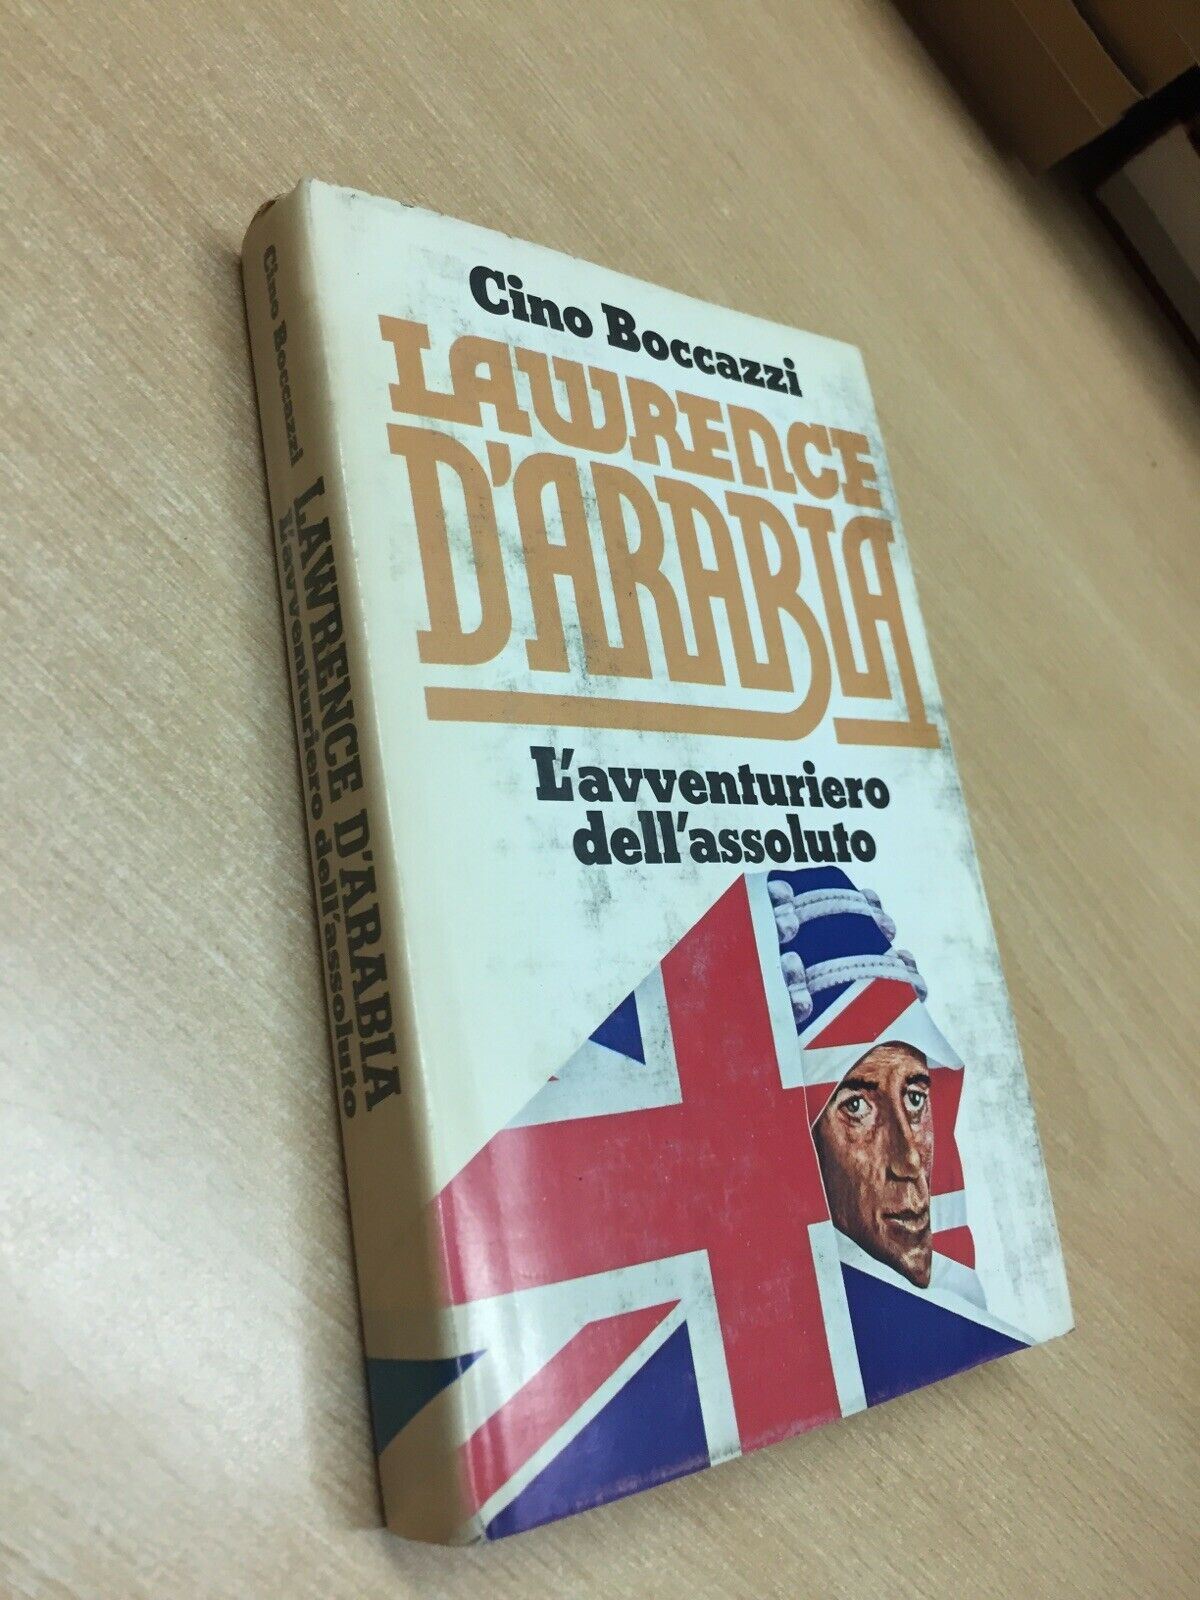 Cino Boccazzi
LAWRENCE
D'ARABIA
L'avventuriero
dell'assoluto
Cino Boccazzi LAWRENCE D'ARABIA
L'avventuriero dell'assoluto